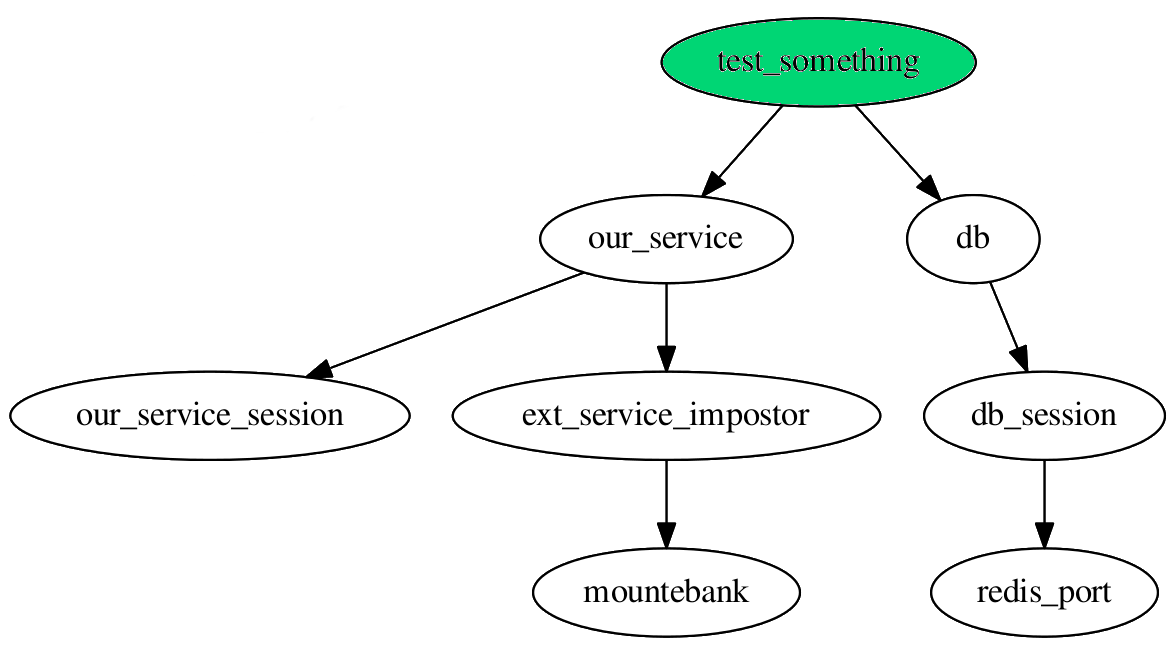 test_something
our_service
db
our_service_session
ext_service_impostor
db_session
mountebank
redis_port